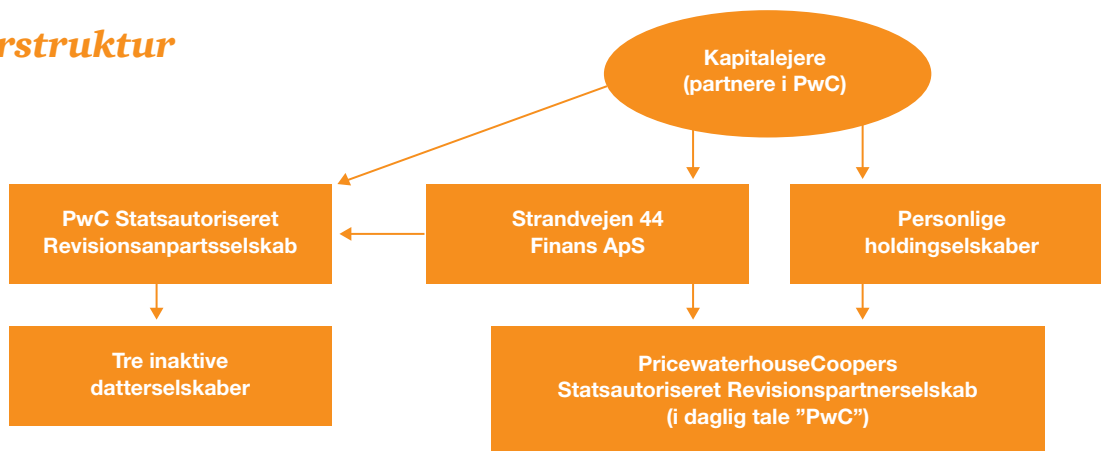 rstruktur
Kapitalejere
(partnere i PwC)
PwC Statsautoriseret
Revisionsanpartsselskab
Strandvejen 44
Finans ApS
Personlige
holdingselskaber
Tre inaktive
datterselskaber
PricewaterhouseCoopers
Statsautoriseret Revisionspartnerselskab
(i daglig tale ”PwC”)